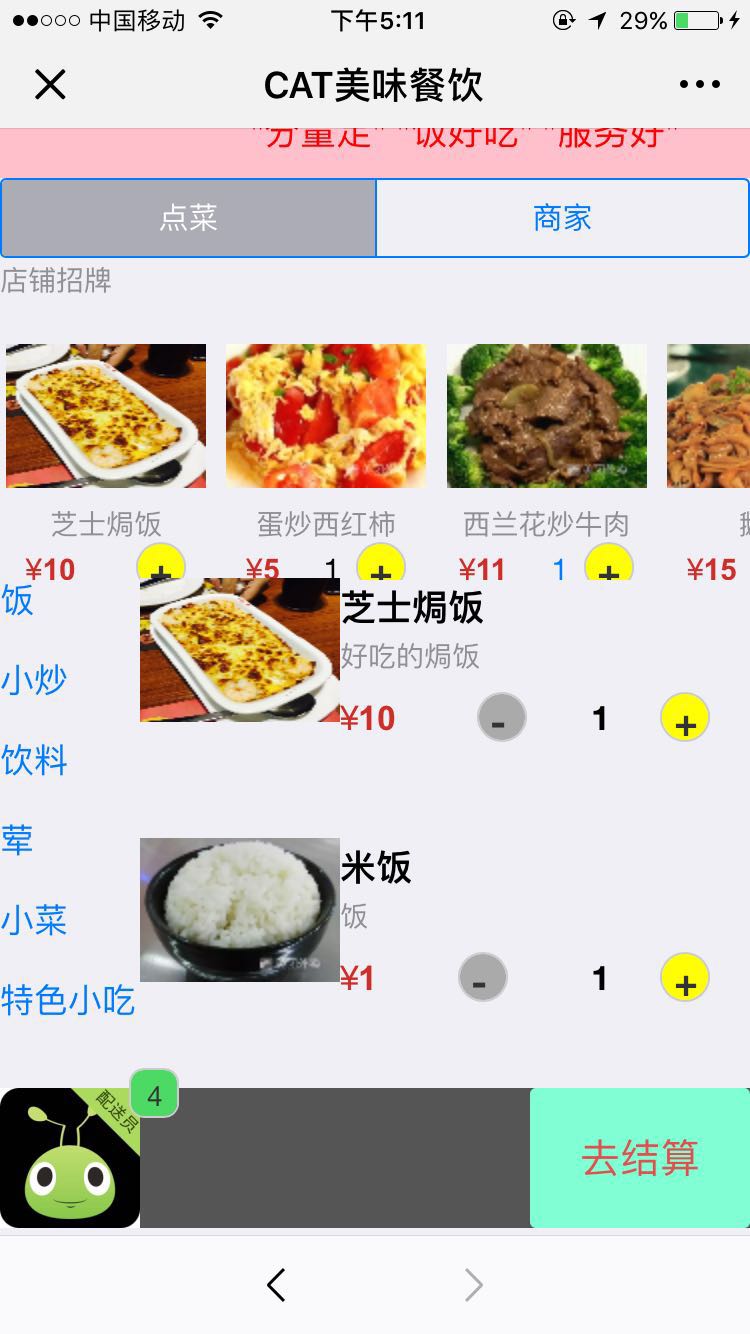 中国移动 下午5:11 29%
CAT美味餐饮
"分量足" "饭好吃" "服务好"
点菜 商家
店铺招牌
芝士焗饭 蛋炒西红柿 西兰花炒牛肉
¥10 + ¥5 1 + ¥11 1 + ¥15
饭
小炒
饮料
荤
小菜
特色小吃
芝士焗饭
好吃的焗饭
¥10 - 1 +
米饭
饭
¥1 - 1 +
配送员
4
去结算